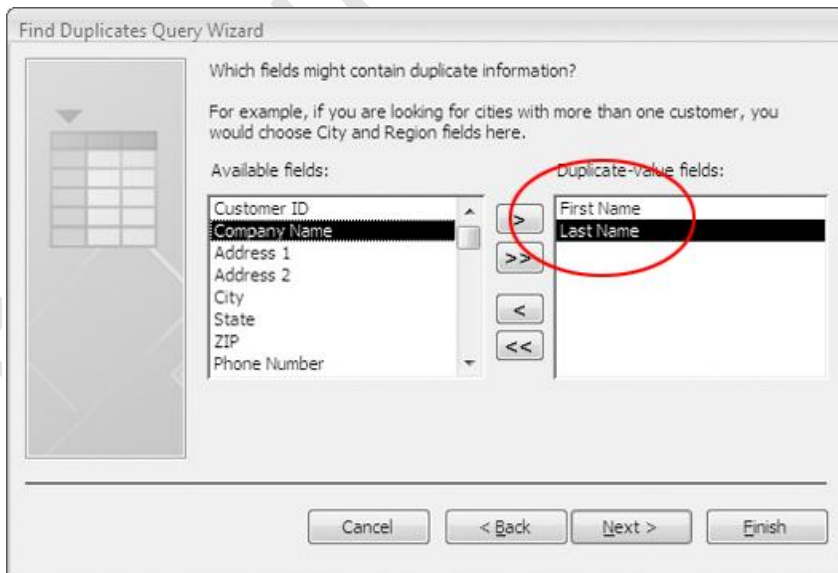 Find Duplicates Query Wizard
Which fields might contain duplicate information?
For example, if you are looking for cities with more than one customer, you
would choose City and Region fields here.
Available fields:
Duplicate-value fields:
Customer ID
Company Name
Address 1
Address 2
City
State
ZIP
Phone Number
>
>>
<
<<
First Name
Last Name
Cancel
< Back
Next >
Finish